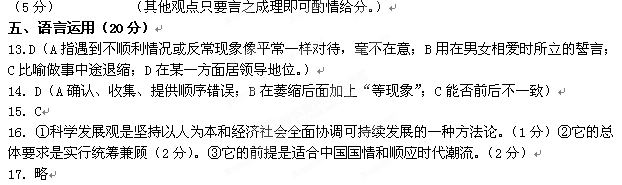 （5分）　　　（其他观点只要言之成理即可酌情给分。）
五、语言运用（20分）
13.D（A指遇到不顺利情况或反常现象像平常一样对待，毫不在意；B用在男女相爱时所立的誓言；
C比喻做事中途退缩；D在某一方面居领导地位。）
14. D（A确认、收集、提供顺序错误；B在萎缩后面加上“等现象”；C能否前后不一致）
15. C
16. ①科学发展观是坚持以人为本和经济社会全面协调可持续发展的一种方法论。（1分）②它的总
体要求是实行统筹兼顾（2分）。③它的前提是适合中国国情和顺应时代潮流。（2分）
17. 略